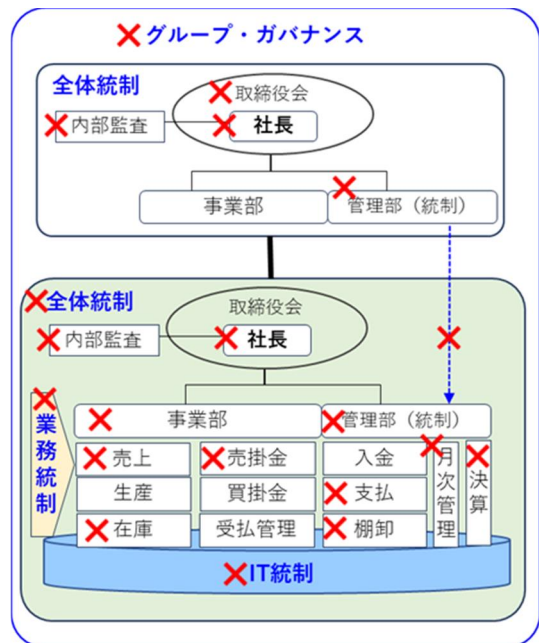 グループ・ガバナンス
全体統制
取締役会
内部監査
社長
事業部
管理部（統制）
全体統制
取締役会
内部監査
社長
業務統制
事業部
管理部（統制）
売上
売掛金
入金
月次管理
決算
生産
買掛金
支払
在庫
受払管理
棚卸
IT統制